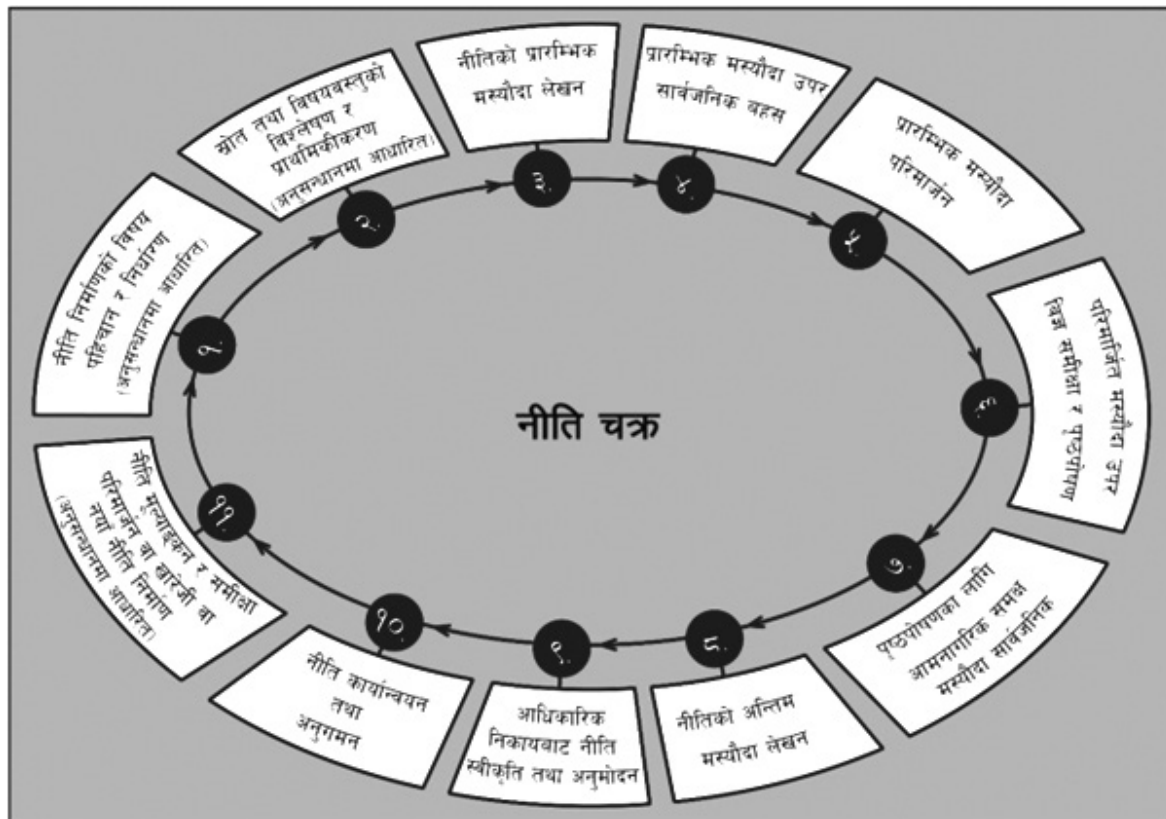 नीति चक्र
१.
नीति निर्माणको विषय
पहिचान र निर्धारण
(अनुसन्धानमा आधारित)
२.
स्रोत तथा विषयवस्तुको
विश्लेषण र
प्राथमिकीकरण
(अनुसन्धानमा आधारित)
३.
नीतिको प्रारम्भिक
मस्यौदा लेखन
४.
प्रारम्भिक मस्यौदा उपर
सार्वजनिक बहस
५.
प्रारम्भिक मस्यौदा
परिमार्जन
६.
परिमार्जित मस्यौदा उपर
विज्ञ समीक्षा र पृष्ठपोषण
७.
पृष्ठपोषणका लागि
आमनागरिक समक्ष
मस्यौदा सार्वजनिक
८.
नीतिको अन्तिम
मस्यौदा लेखन
९.
आधिकारिक
निकायबाट नीति
स्वीकृति तथा अनुमोदन
१०.
नीति कार्यान्वयन
तथा
अनुगमन
११.
नीति मूल्याङ्कन र समीक्षा
परिमार्जन वा खारेजी वा
नयाँ नीति निर्माण
(अनुसन्धानमा आधारित)